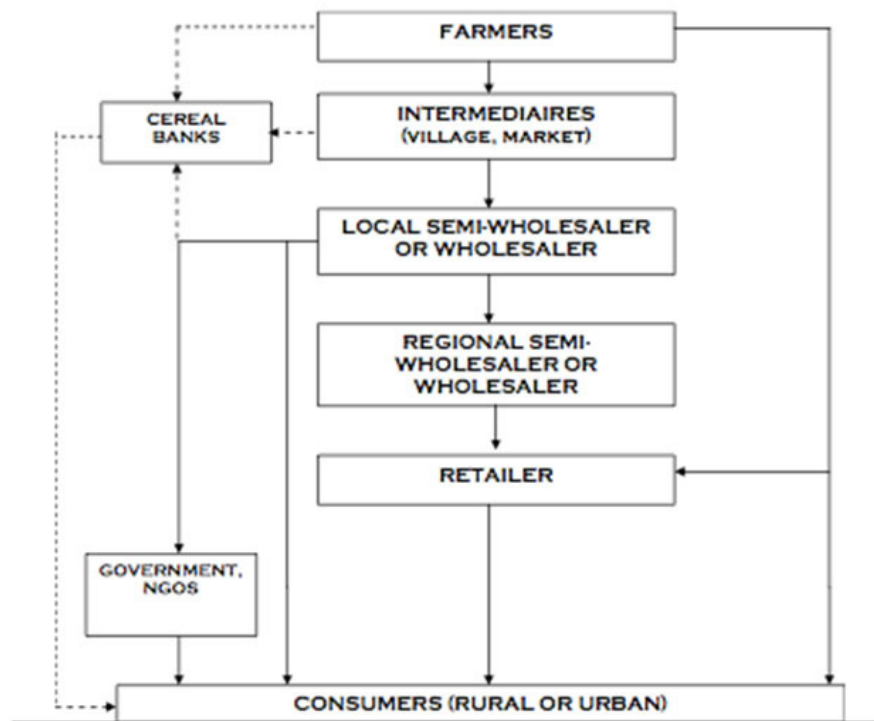 FARMERS
CEREAL
BANKS
INTERMEDIAIRES
(VILLAGE, MARKET)
LOCAL SEMI-WHOLESALER
OR WHOLESALER
REGIONAL SEMI-
WHOLESALER OR
WHOLESALER
RETAILER
GOVERNMENT,
NGOS
CONSUMERS (RURAL OR URBAN)